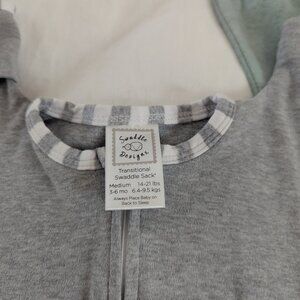 Swaddle
Designs
Transitional
Swaddle Sack®
Medium 14-21 lbs
3-6 mo 6.4-9.5 kgs
Always Place Baby on
Back to Sleep